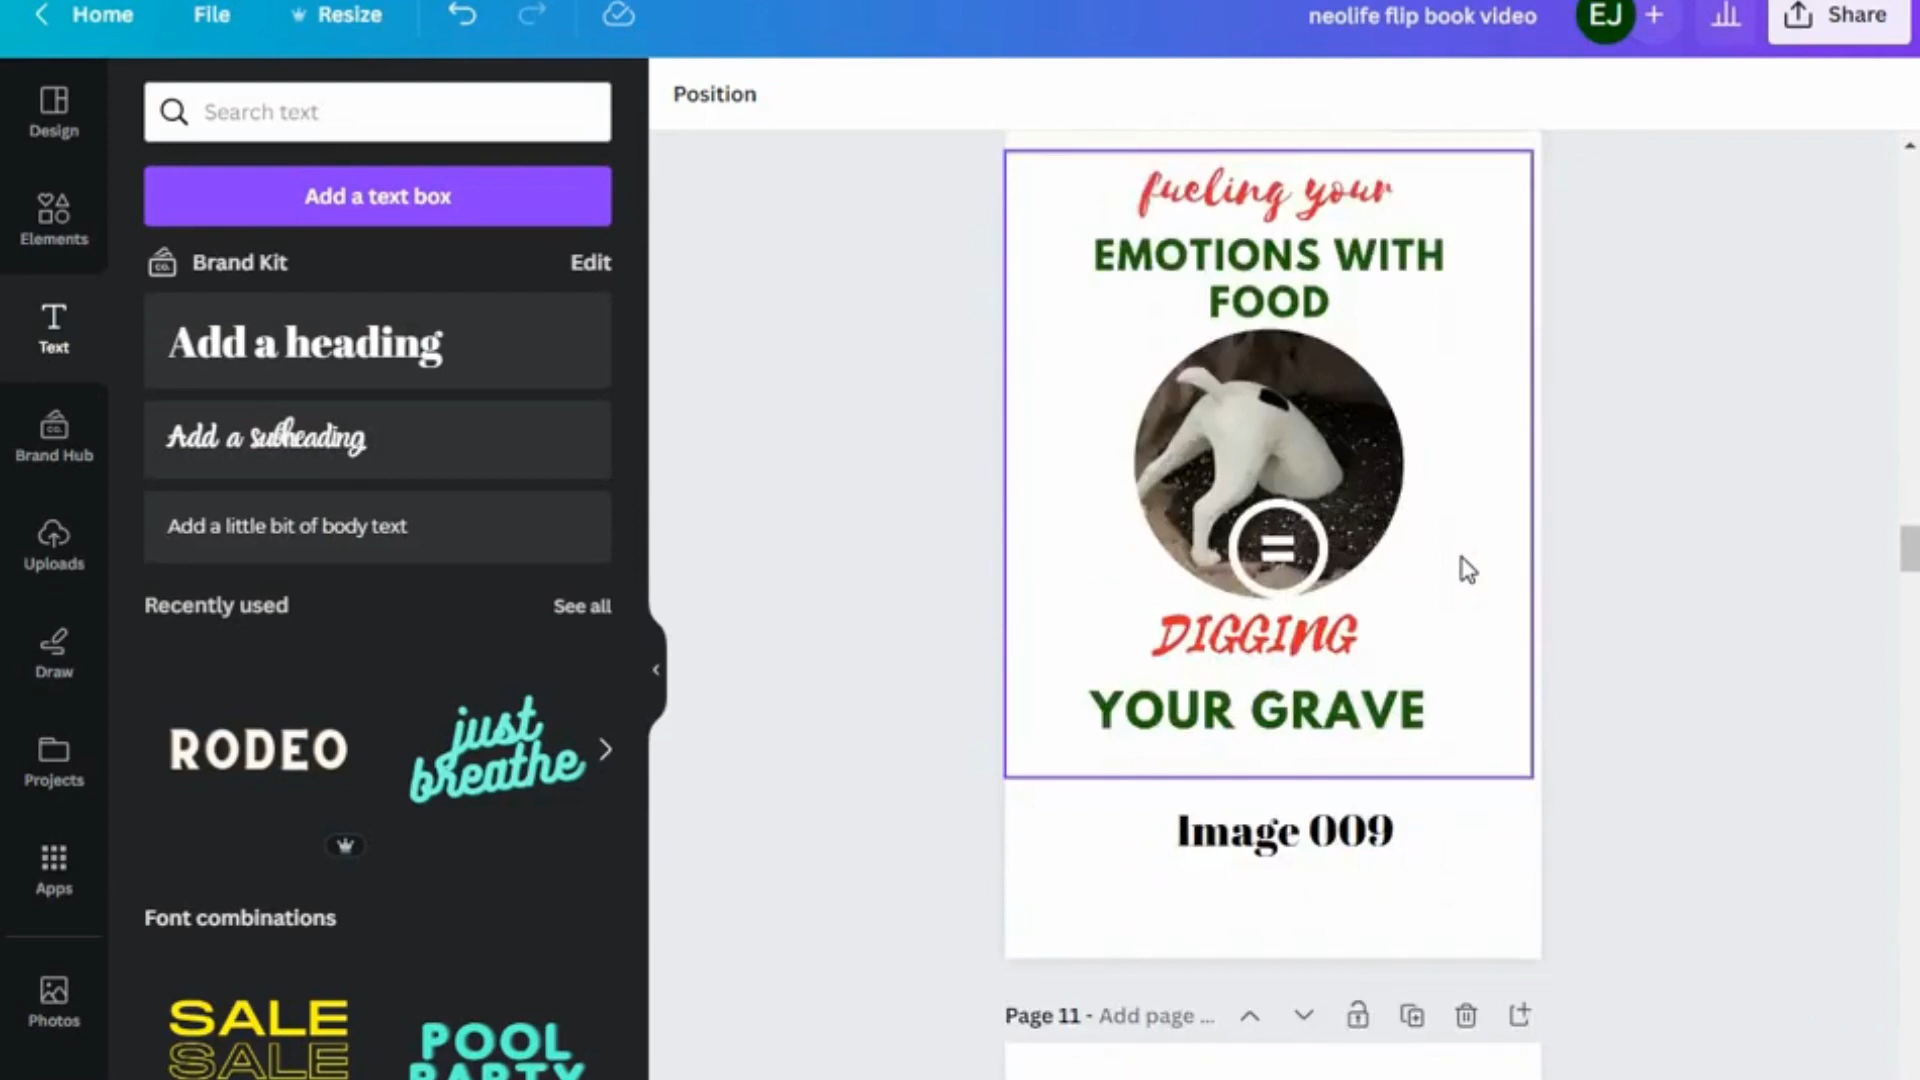 Home
File
Resize
neolife flip book video
EJ
Share
Design
Elements
Text
Brand Hub
Uploads
Draw
Projects
Apps
Photos
Search text
Add a text box
CO.
Brand Kit
Edit
Add a heading
Add a subheading
Add a little bit of body text
Recently used
See all
RODEO
just
breathe
Font combinations
SALE
SALE
POOL
PARTY
Position
fueling your
EMOTIONS WITH
FOOD
=
DIGGING
YOUR GRAVE
Image 009
Page 11 - Add page ...